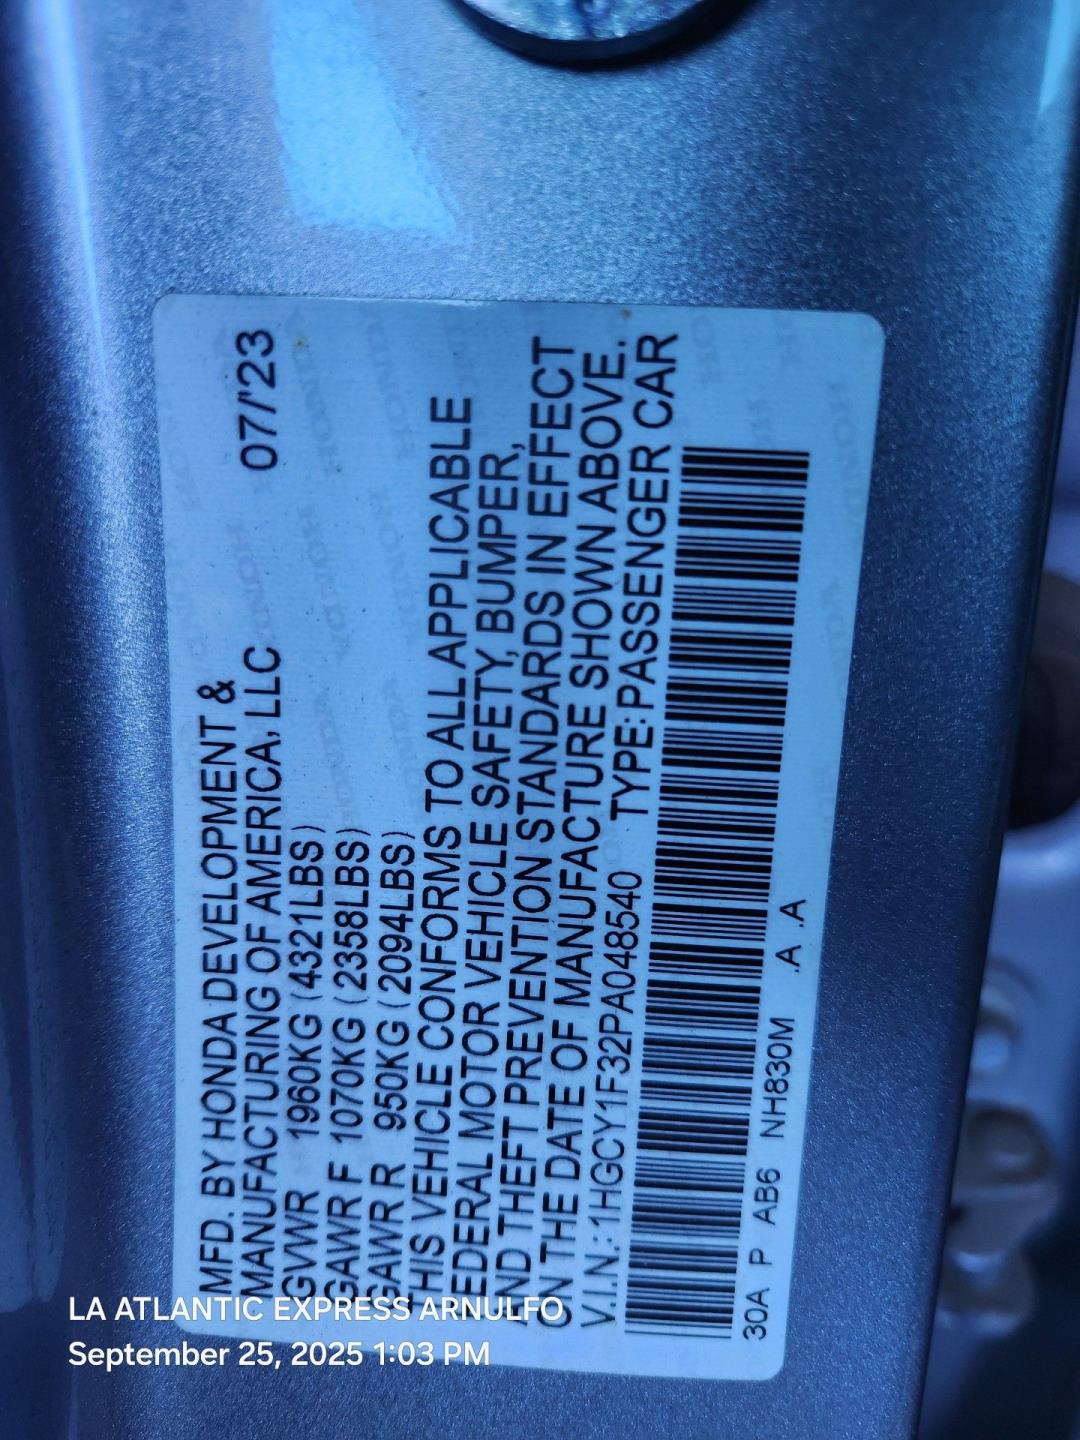 MFD. BY HONDA DEVELOPMENT &
MANUFACTURING OF AMERICA, LLC 07/'23
GVWR 1960KG (4321LBS)
GAWR F 1070KG (2358LBS)
GAWR R 950KG (2094LBS)
THIS VEHICLE CONFORMS TO ALL APPLICABLE
FEDERAL MOTOR VEHICLE SAFETY, BUMPER,
AND THEFT PREVENTION STANDARDS IN EFFECT
ON THE DATE OF MANUFACTURE SHOWN ABOVE.
V.I.N.: 1HGCY1F32PA048540 TYPE: PASSENGER CAR
30A P AB6 NH830M .A .A
LA ATLANTIC EXPRESS ARNULFO
September 25, 2025 1:03 PM